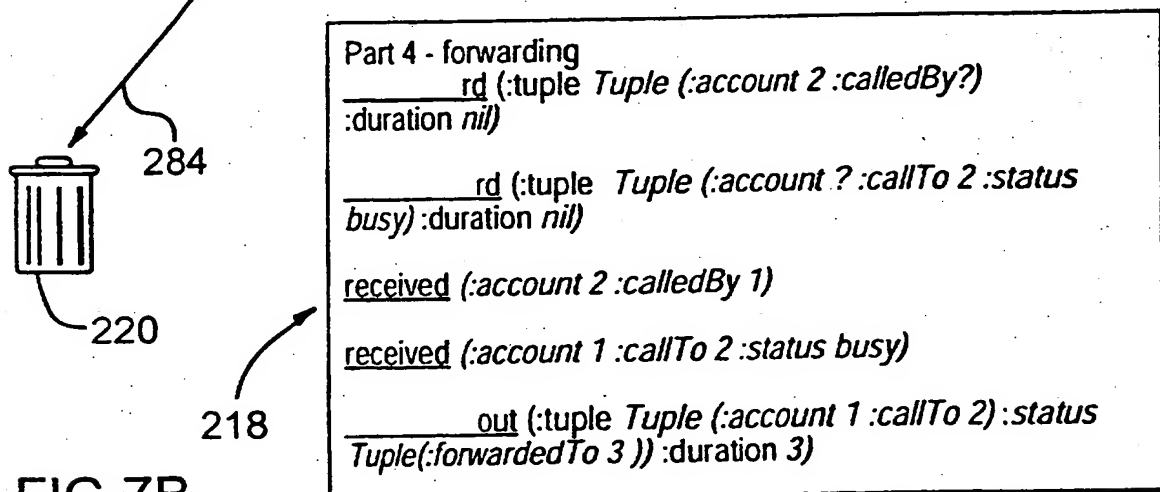 Part 4 - forwarding
rd (:tuple Tuple (:account 2 :calledBy?)
:duration nil)
rd (:tuple Tuple (:account ? :callTo 2 :status
busy) :duration nil)
received (:account 2 :calledBy 1)
received (:account 1 :callTo 2 :status busy)
out (:tuple Tuple (:account 1 :callTo 2) :status
Tuple(:forwardedTo 3 )) :duration 3)
284
220
218
FIG 7B